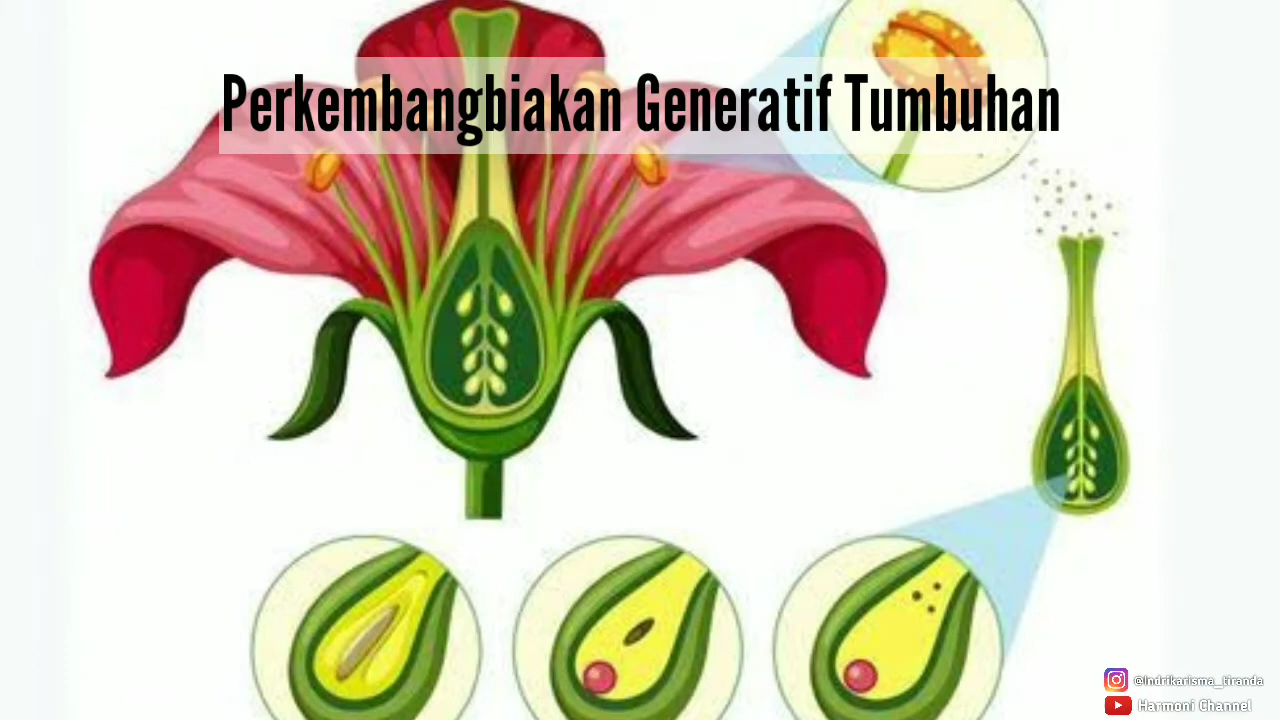 Perkembangbiakan Generatif Tumbuhan
@Indrikarisma_tiranda
Harmoni Channel